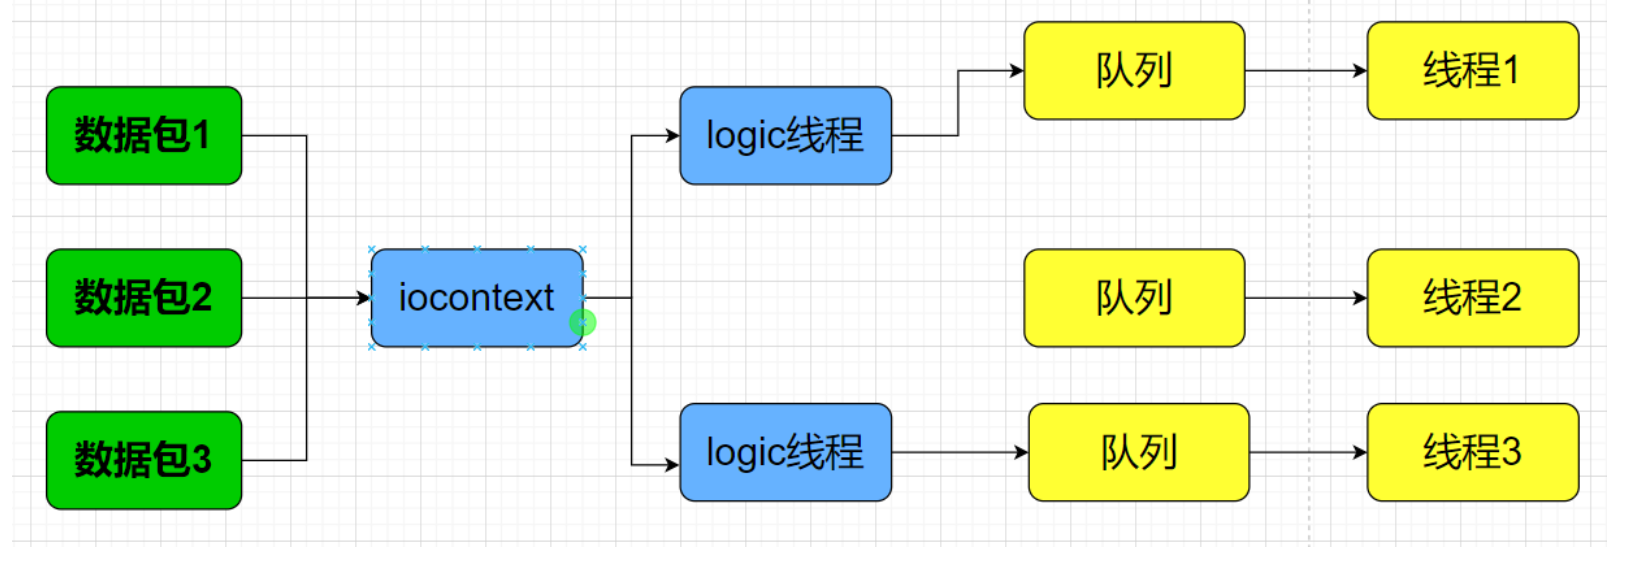 数据包1
数据包2
数据包3
iocontext
logic线程
logic线程
队列
线程1
队列
线程2
队列
线程3